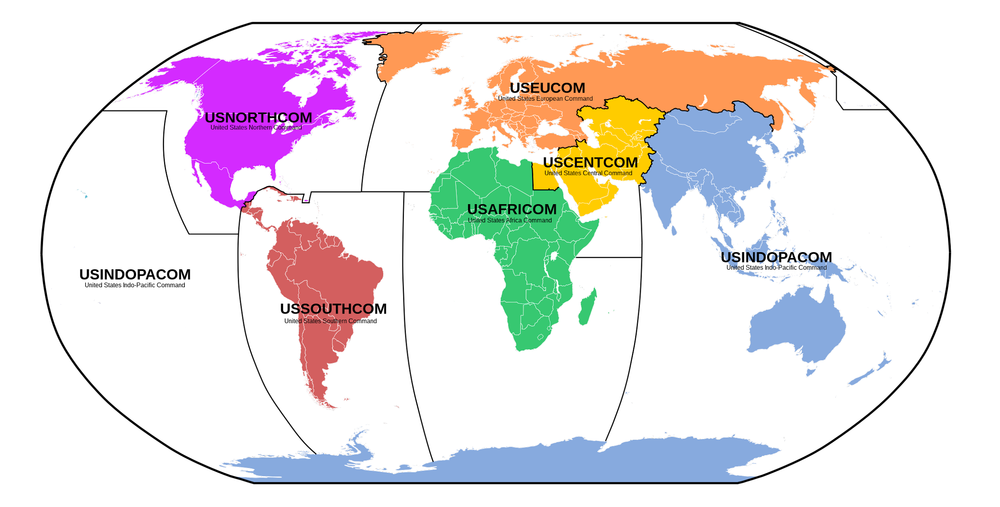 USEUCOM
United States European Command
USNORTHCOM
United States Northern Command
USCENTCOM
United States Central Command
USAFRICOM
United States Africa Command
USINDOPACOM
United States Indo-Pacific Command
USINDOPACOM
United States Indo-Pacific Command
USSOUTHCOM
United States Southern Command